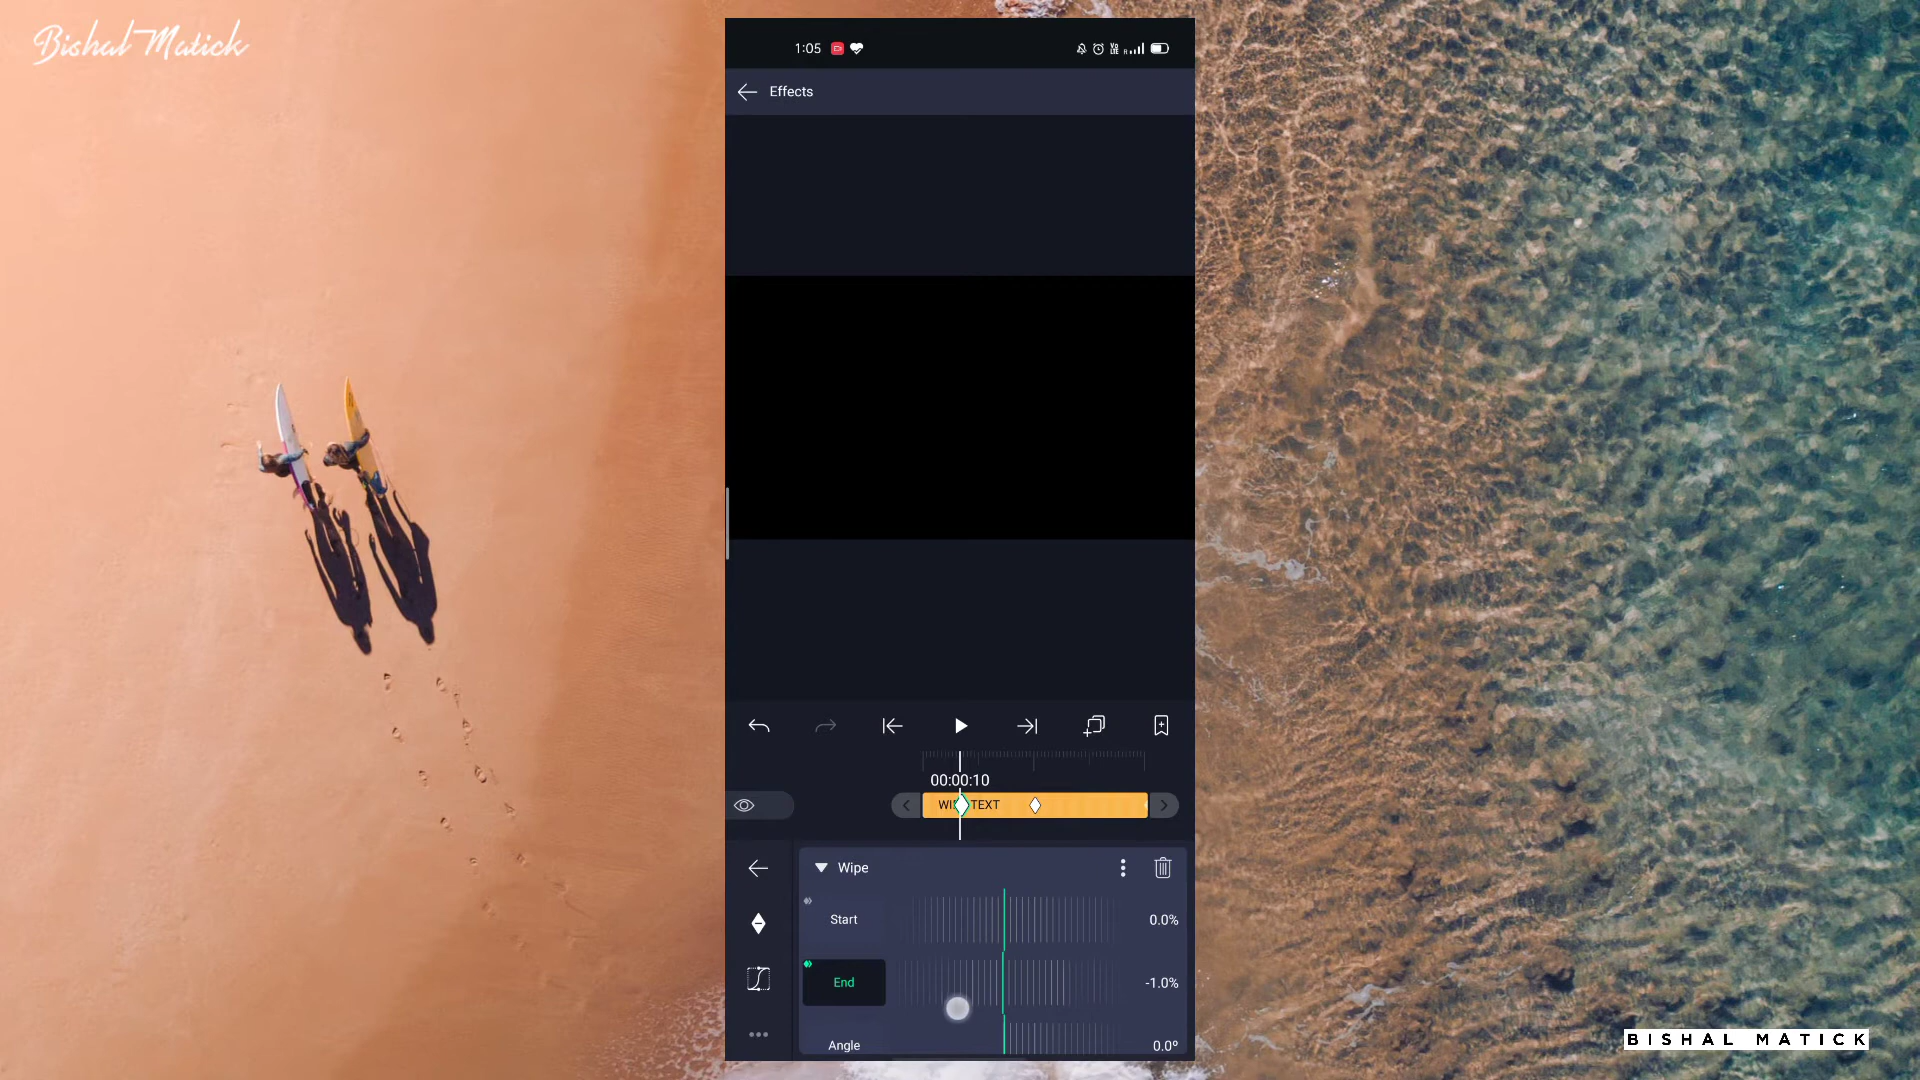 Bishal Matick
1:05
Effects
00:00:10
TEXT
Wipe
Start
0.0%
End
-1.0%
Angle
0.0°
BISHAL MATICK